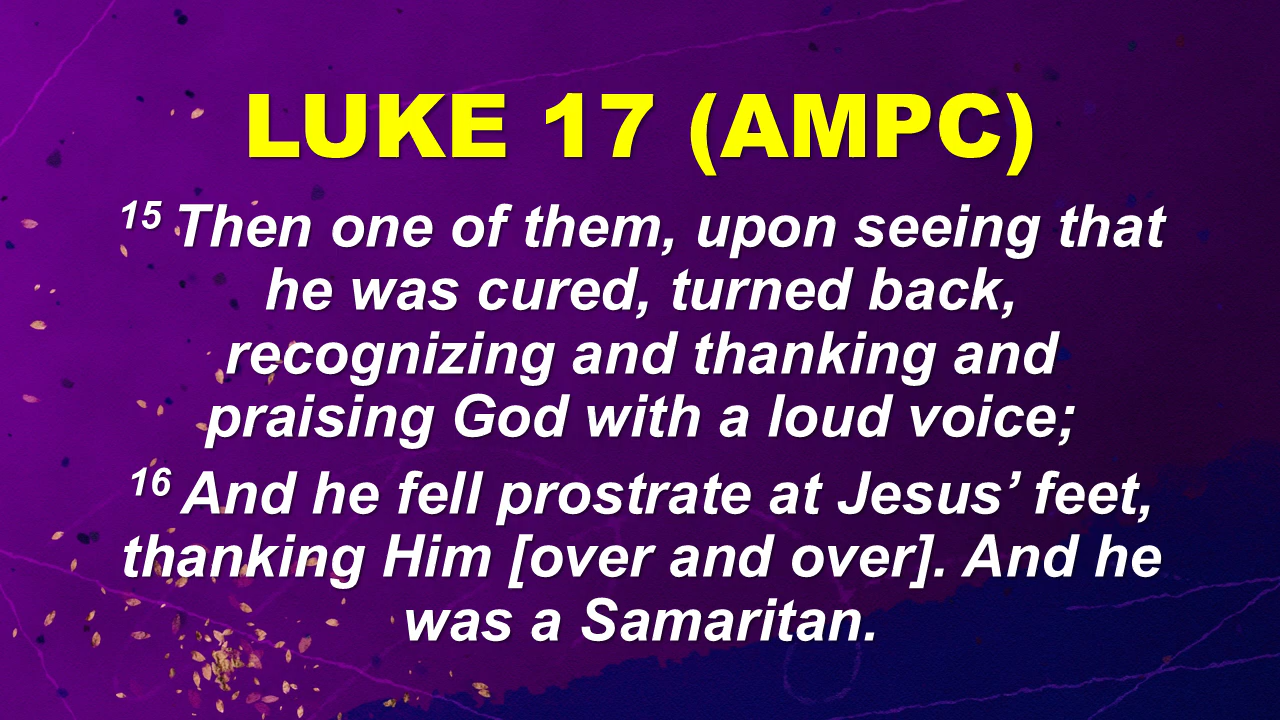 LUKE 17 (AMPC)
15 Then one of them, upon seeing that
he was cured, turned back,
recognizing and thanking and
praising God with a loud voice;
16 And he fell prostrate at Jesus’ feet,
thanking Him [over and over]. And he
was a Samaritan.